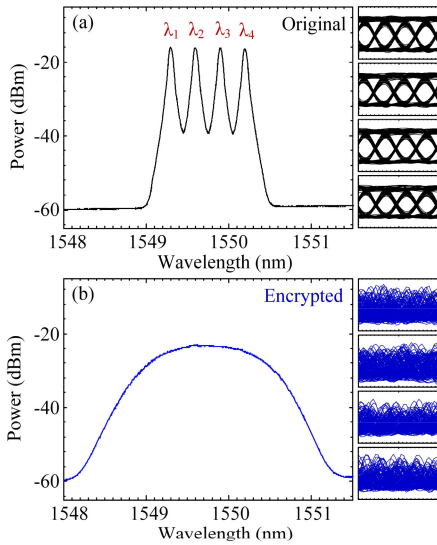 (a)
λ1 λ2 λ3 λ4
Original
-20
-40
-60
Power (dBm)
1548 1549 1550 1551
Wavelength (nm)
(b)
Encrypted
-20
-40
-60
Power (dBm)
1548 1549 1550 1551
Wavelength (nm)